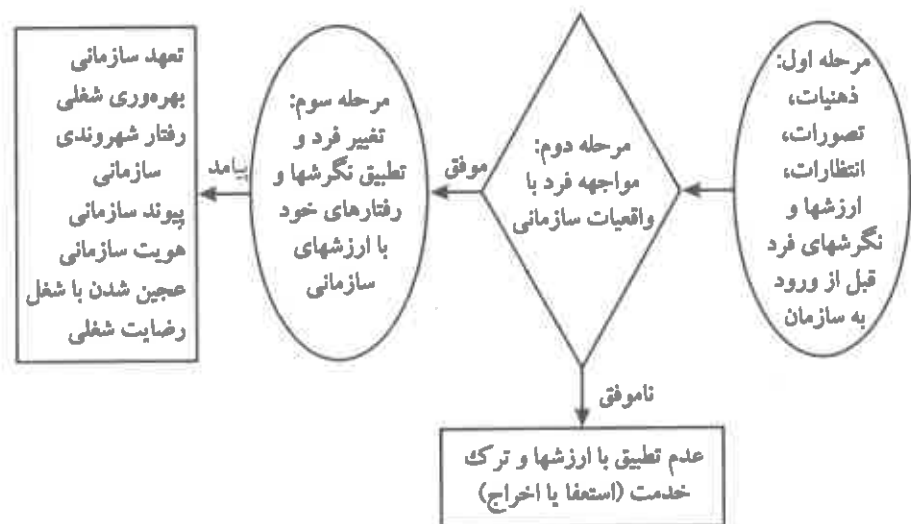 مرحله اول:
ذهنیات،
تصورات،
انتظارات،
ارزشها و
نگرشهای فرد
قبل از ورود
به سازمان
مرحله دوم:
مواجهه فرد با
واقعیات سازمانی
موفق
مرحله سوم:
تغییر فرد و
تطبیق نگرشها و
رفتارهای خود
با ارزشهای
سازمانی
پیامد
تعهد سازمانی
بهره‌وری شغلی
رفتار شهروندی
سازمانی
پیوند سازمانی
هویت سازمانی
عجین شدن با شغل
رضایت شغلی
ناموفق
عدم تطبیق با ارزشها و ترک
خدمت (استعفا یا اخراج)